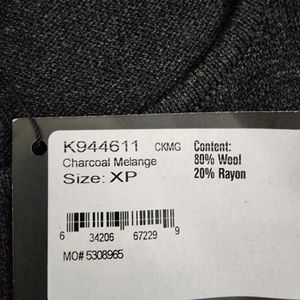 K944611 CKMG Content:
Charcoal Melange 80% Wool
Size: XP 20% Rayon
6 34206 67229 9
MO# 5308965